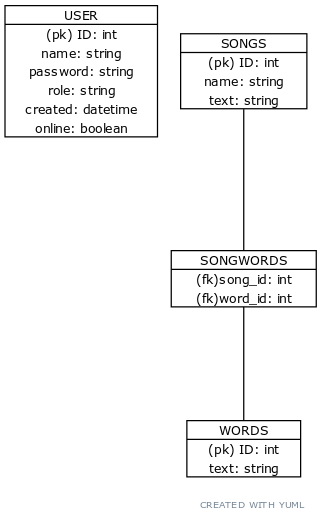 USER
(pk) ID: int
name: string
password: string
role: string
created: datetime
online: boolean
SONGS
(pk) ID: int
name: string
text: string
SONGWORDS
(fk)song_id: int
(fk)word_id: int
WORDS
(pk) ID: int
text: string
CREATED WITH YUML